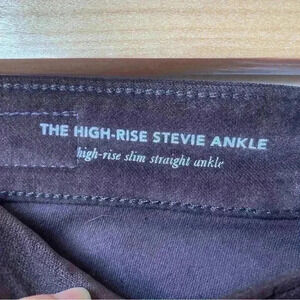 THE HIGH-RISE STEVIE ANKLE
high-rise slim straight ankle